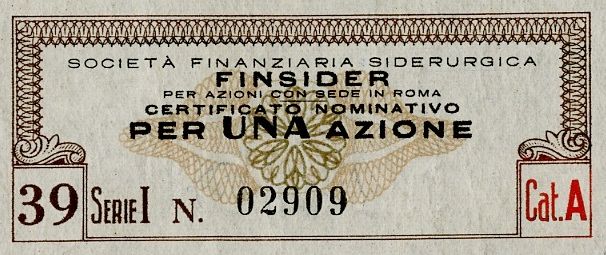 SOCIETÀ FINANZIARIA SIDERURGICA
FINSIDER
PER AZIONI CON SEDE IN ROMA
CERTIFICATO NOMINATIVO
PER UNA AZIONE
39 SERIE I N. 02909 Cat. A